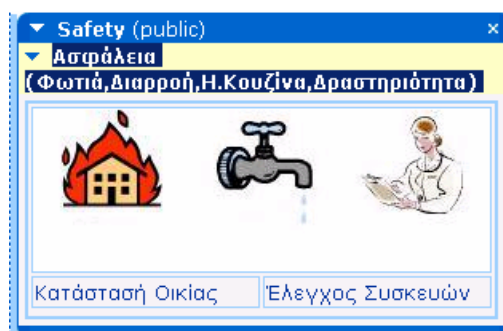 Safety (public)
Ασφάλεια
(Φωτιά,Διαρροή,Η.Κουζίνα,Δραστηριότητα)
Κατάστασή Οικίας
Έλεγχος Συσκευών